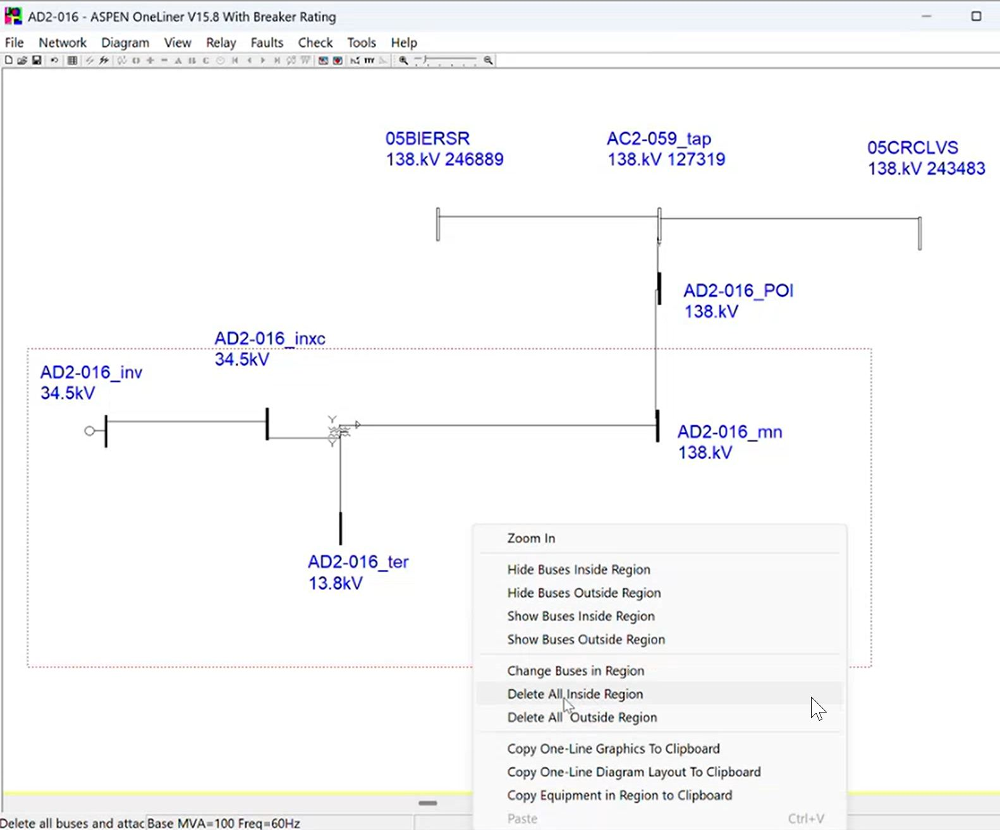 AD2-016 - ASPEN OneLiner V15.8 With Breaker Rating
File Network Diagram View Relay Faults Check Tools Help
05BIERSR
138.kV 246889
AC2-059_tap
138.kV 127319
05CRCLVS
138.kV 243483
AD2-016_POI
138.kV
AD2-016_inxc
34.5kV
AD2-016_inv
34.5kV
AD2-016_mn
138.kV
AD2-016_ter
13.8kV
Zoom In
Hide Buses Inside Region
Hide Buses Outside Region
Show Buses Inside Region
Show Buses Outside Region
Change Buses in Region
Delete All Inside Region
Delete All Outside Region
Copy One-Line Graphics To Clipboard
Copy One-Line Diagram Layout To Clipboard
Copy Equipment in Region to Clipboard
Paste Ctrl+V
Delete all buses and attac Base MVA=100 Freq=60Hz